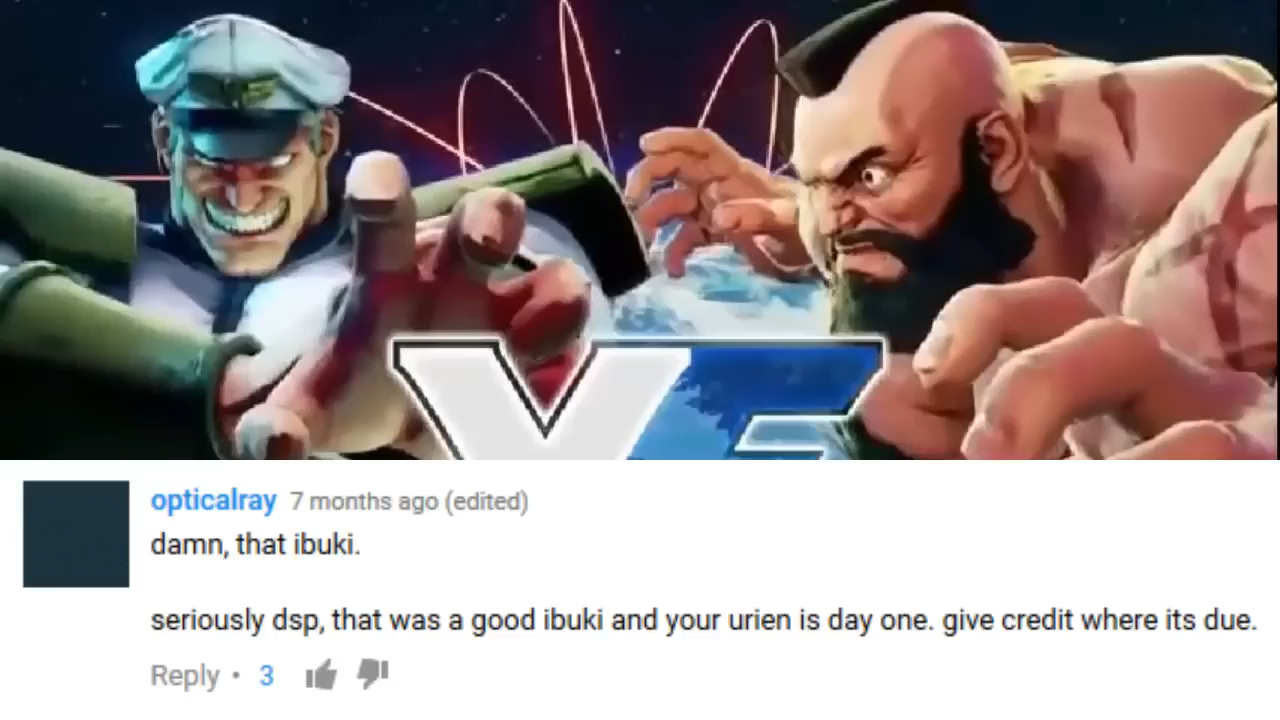 VS
opticalray 7 months ago (edited)
damn, that ibuki.
seriously dsp, that was a good ibuki and your urien is day one. give credit where its due.
Reply • 3